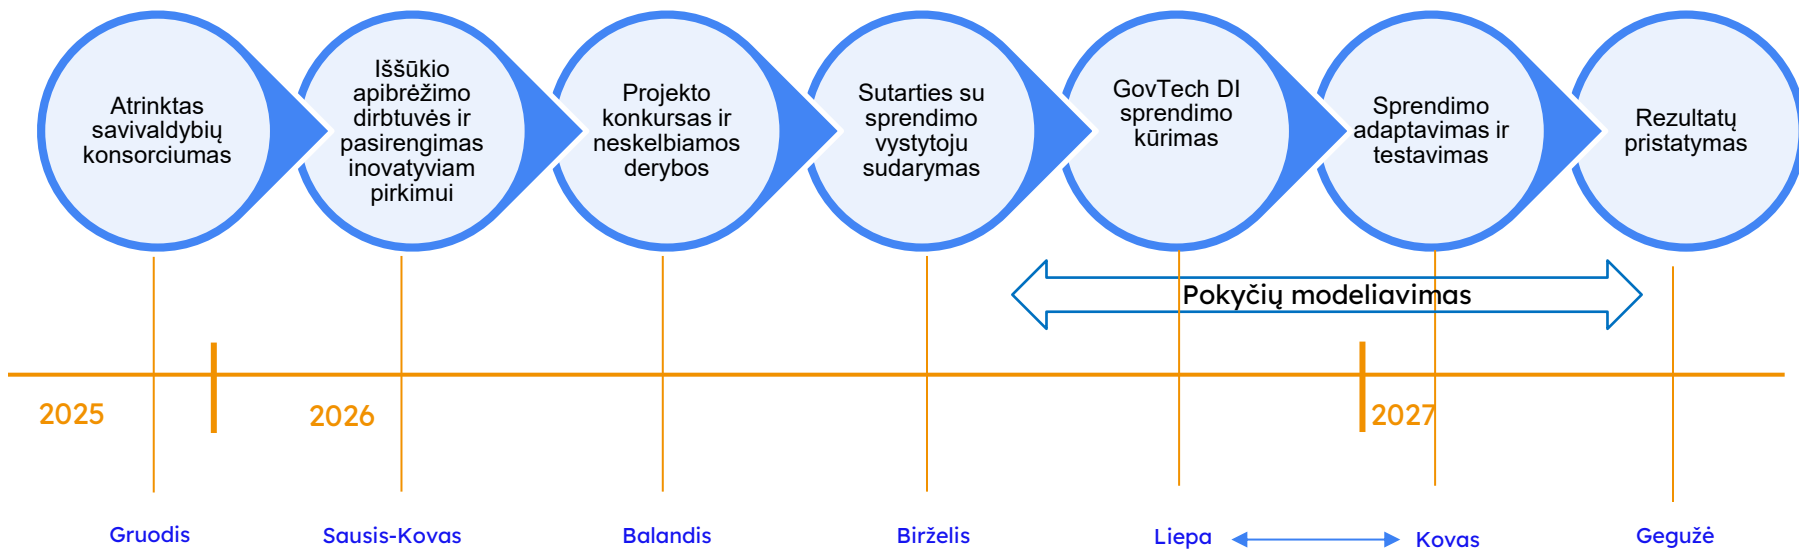 Atrinktas
savivaldybių
konsorciumas
Iššūkio
apibrėžimo
dirbtuvės ir
pasirengimas
inovatyviam
pirkimui
Projekto
konkursas ir
neskelbiamos
derybos
Sutarties su
sprendimo
vystytoju
sudarymas
GovTech DI
sprendimo
kūrimas
Sprendimo
adaptavimas ir
testavimas
Rezultatų
pristatymas
Pokyčių modeliavimas
2025
2026
2027
Gruodis
Sausis-Kovas
Balandis
Birželis
Liepa
Kovas
Gegužė